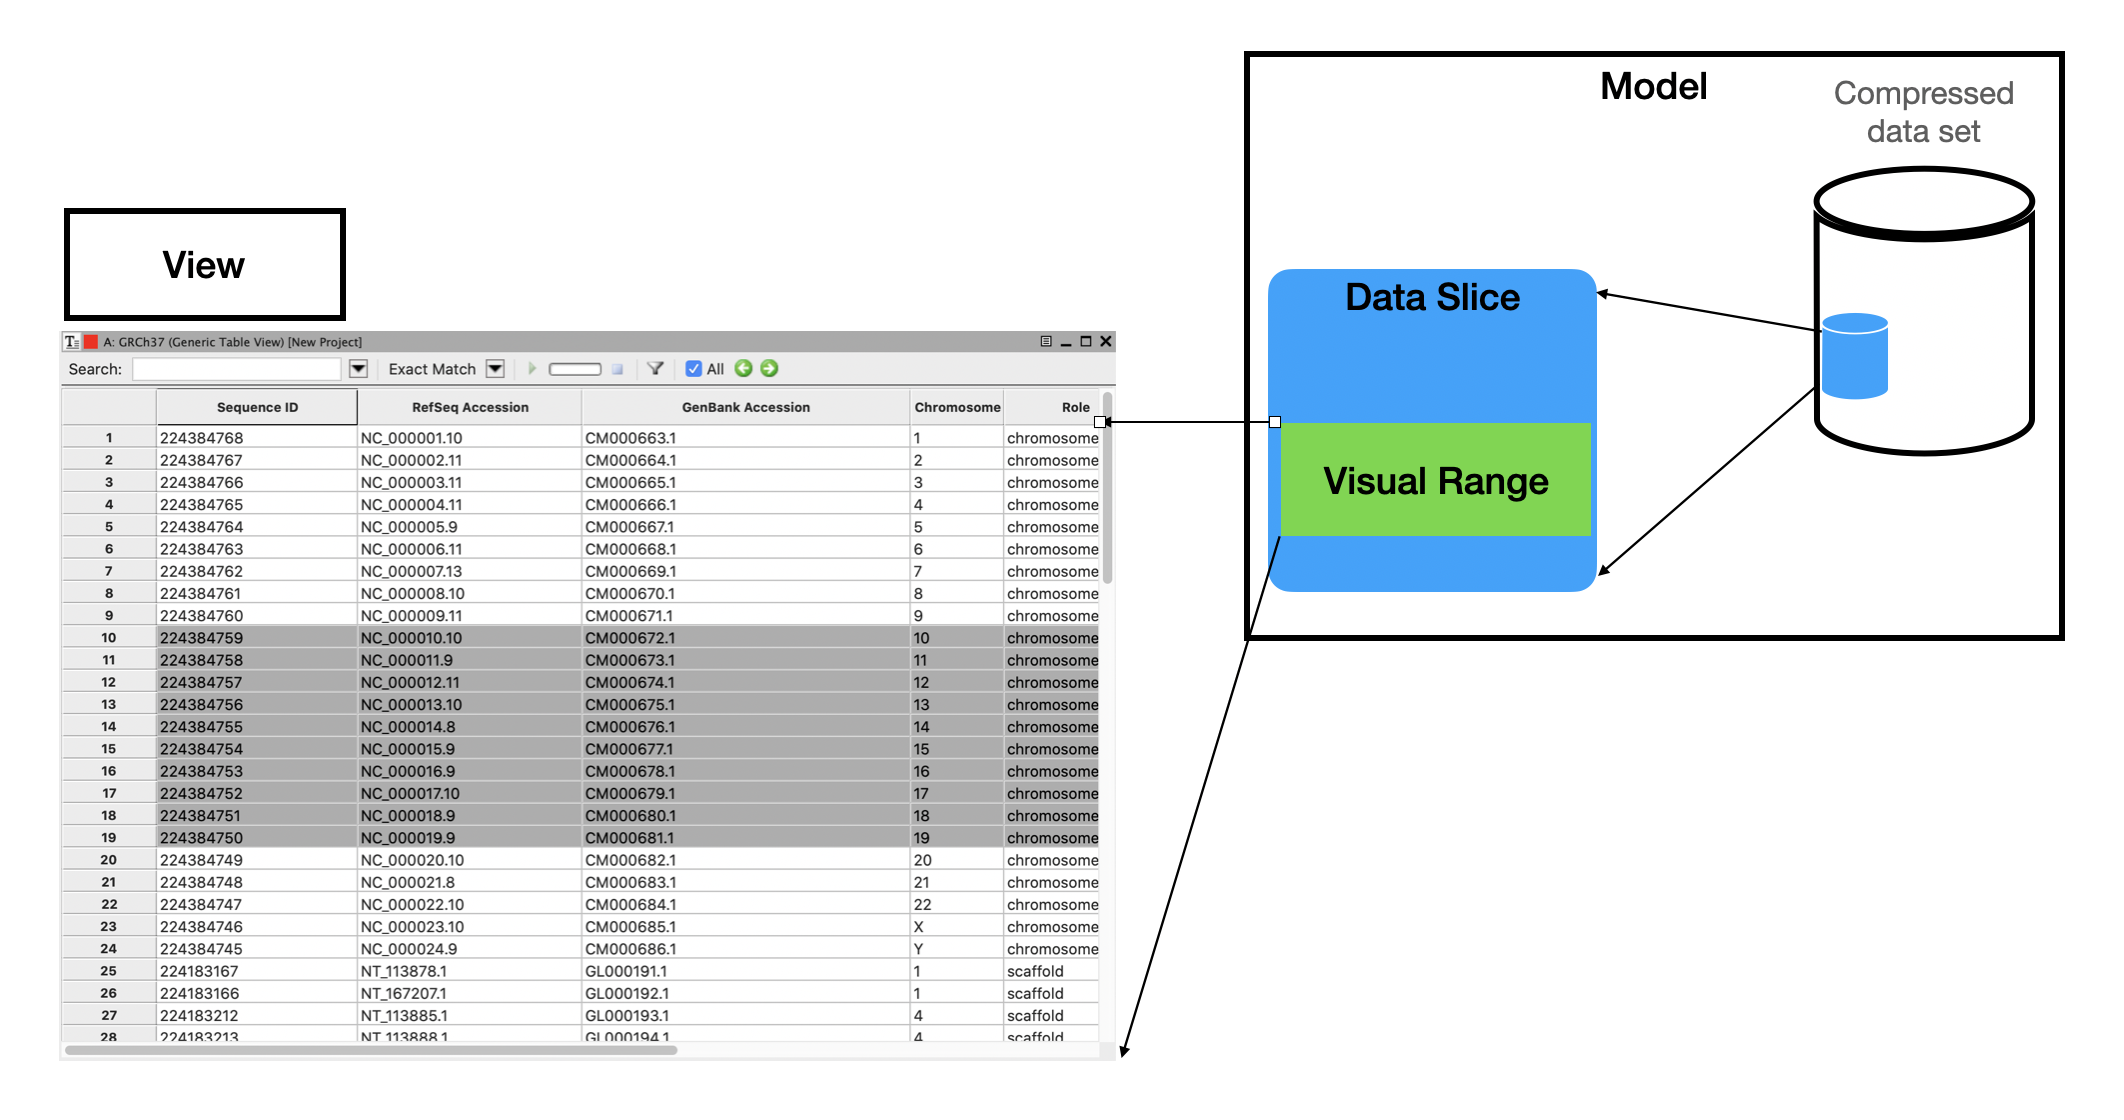 Model
Compressed
data set
View
Data Slice
Visual Range
A: GRCh37 (Generic Table View) [New Project]
Search: Exact Match All
Sequence ID RefSeq Accession GenBank Accession Chromosome Role
1 224384768 NC_000001.10 CM000663.1 1 chromosome
2 224384767 NC_000002.11 CM000664.1 2 chromosome
3 224384766 NC_000003.11 CM000665.1 3 chromosome
4 224384765 NC_000004.11 CM000666.1 4 chromosome
5 224384764 NC_000005.9 CM000667.1 5 chromosome
6 224384763 NC_000006.11 CM000668.1 6 chromosome
7 224384762 NC_000007.13 CM000669.1 7 chromosome
8 224384761 NC_000008.10 CM000670.1 8 chromosome
9 224384760 NC_000009.11 CM000671.1 9 chromosome
10 224384759 NC_000010.10 CM000672.1 10 chromosome
11 224384758 NC_000011.9 CM000673.1 11 chromosome
12 224384757 NC_000012.11 CM000674.1 12 chromosome
13 224384756 NC_000013.10 CM000675.1 13 chromosome
14 224384755 NC_000014.8 CM000676.1 14 chromosome
15 224384754 NC_000015.9 CM000677.1 15 chromosome
16 224384753 NC_000016.9 CM000678.1 16 chromosome
17 224384752 NC_000017.10 CM000679.1 17 chromosome
18 224384751 NC_000018.9 CM000680.1 18 chromosome
19 224384750 NC_000019.9 CM000681.1 19 chromosome
20 224384749 NC_000020.10 CM000682.1 20 chromosome
21 224384748 NC_000021.8 CM000683.1 21 chromosome
22 224384747 NC_000022.10 CM000684.1 22 chromosome
23 224384746 NC_000023.10 CM000685.1 X chromosome
24 224384745 NC_000024.9 CM000686.1 Y chromosome
25 224183167 NT_113878.1 GL000191.1 1 scaffold
26 224183166 NT_167207.1 GL000192.1 1 scaffold
27 224183212 NT_113885.1 GL000193.1 4 scaffold
28 224183213 NT_113888.1 GL000194.1 4 scaffold